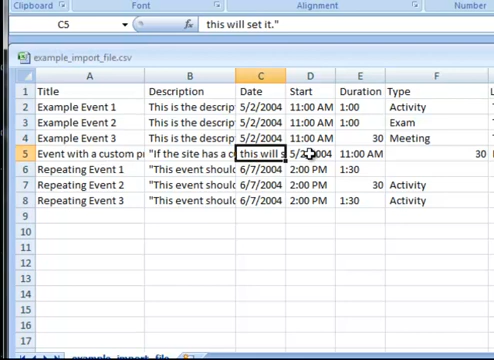 Clipboard Font Alignment Number
C5 fx this will set it."
example_import_file.csv
A B C D E F
1 Title Description Date Start Duration Type
2 Example Event 1 This is the descrip 5/2/2004 11:00 AM 1:00 Activity
3 Example Event 2 This is the descrip 5/2/2004 11:00 AM 1:00 Exam
4 Example Event 3 This is the descrip 5/2/2004 11:00 AM 30 Meeting
5 Event with a custom p "If the site has a c this will s 11:00 AM 30
6 Repeating Event 1 "This event shoul 6/7/2004 2:00 PM 1:30
7 Repeating Event 2 "This event shoul 6/7/2004 2:00 PM 30 Activity
8 Repeating Event 3 "This event shoul 6/7/2004 2:00 PM 1:30 Activity
9
10
11
12
13
14
15
16
17
example_import_file